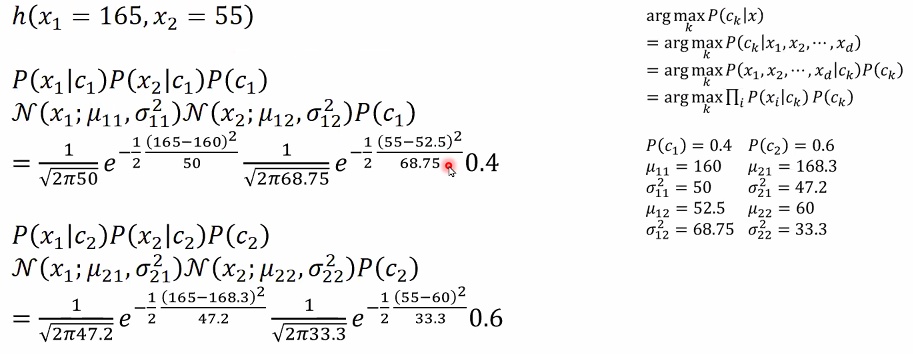 h(x₁ = 165, x₂ = 55)
P(x₁|c₁)P(x₂|c₁)P(c₁)
𝒩(x₁; μ₁₁, σ₁₁²)𝒩(x₂; μ₁₂, σ₁₂²)P(c₁)
= 1/√(2π50) e^(−1/2 (165−160)²/50) 1/√(2π68.75) e^(−1/2 (55−52.5)²/68.75) 0.4
P(x₁|c₂)P(x₂|c₂)P(c₂)
𝒩(x₁; μ₂₁, σ₂₁²)𝒩(x₂; μ₂₂, σ₂₂²)P(c₂)
= 1/√(2π47.2) e^(−1/2 (165−168.3)²/47.2) 1/√(2π33.3) e^(−1/2 (55−60)²/33.3) 0.6
arg max_k P(c_k|x)
= arg max_k P(c_k|x₁, x₂, ⋯, x_d)
= arg max_k P(x₁, x₂, ⋯, x_d|c_k)P(c_k)
= arg max_k ∏_i P(x_i|c_k) P(c_k)
P(c₁) = 0.4 P(c₂) = 0.6
μ₁₁ = 160 μ₂₁ = 168.3
σ₁₁² = 50 σ₂₁² = 47.2
μ₁₂ = 52.5 μ₂₂ = 60
σ₁₂² = 68.75 σ₂₂² = 33.3